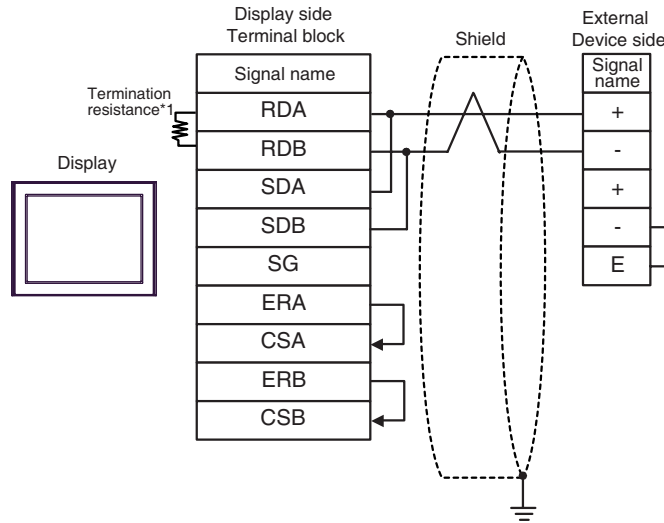 Display side
Terminal block
Shield
External
Device side
Signal name
Signal
name
Termination
resistance*1
RDA
+
RDB
-
Display
SDA
+
SDB
-
SG
E
ERA
CSA
ERB
CSB